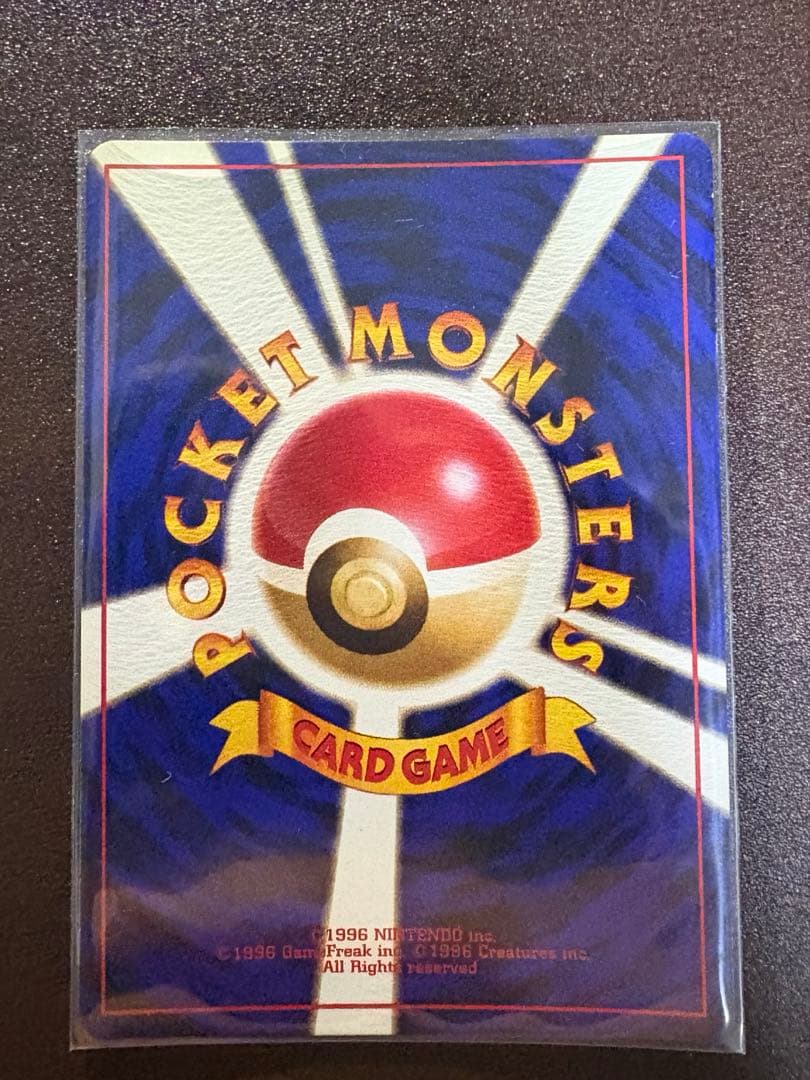 POCKET MONSTERS
CARD GAME
©1996 NINTENDO inc.
©1996 GameFreak inc. ©1996 Creatures inc.
All Rights reserved